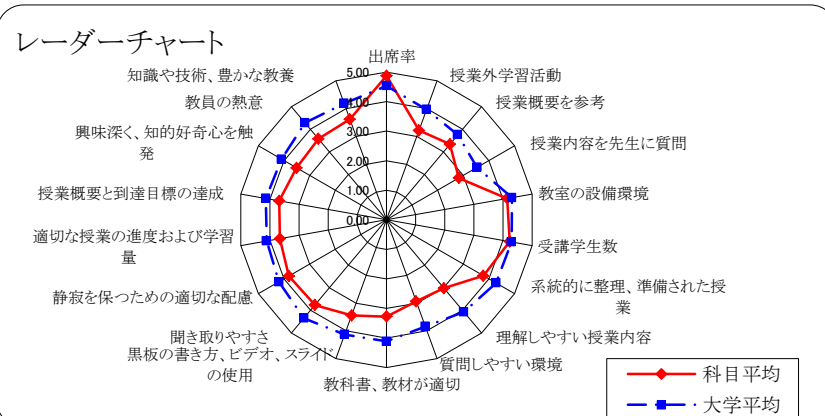 レーダーチャート
出席率
授業外学習活動
授業概要を参考
授業内容を先生に質問
教室の設備環境
受講学生数
系統的に整理、準備された授
業
理解しやすい授業内容
質問しやすい環境
教科書、教材が適切
黒板の書き方、ビデオ、スライド
の使用
聞き取りやすさ
静寂を保つための適切な配慮
適切な授業の進度および学習
量
授業概要と到達目標の達成
興味深く、知的好奇心を触
発
教員の熱意
知識や技術、豊かな教養
5.00
4.00
3.00
2.00
1.00
0.00
科目平均
大学平均